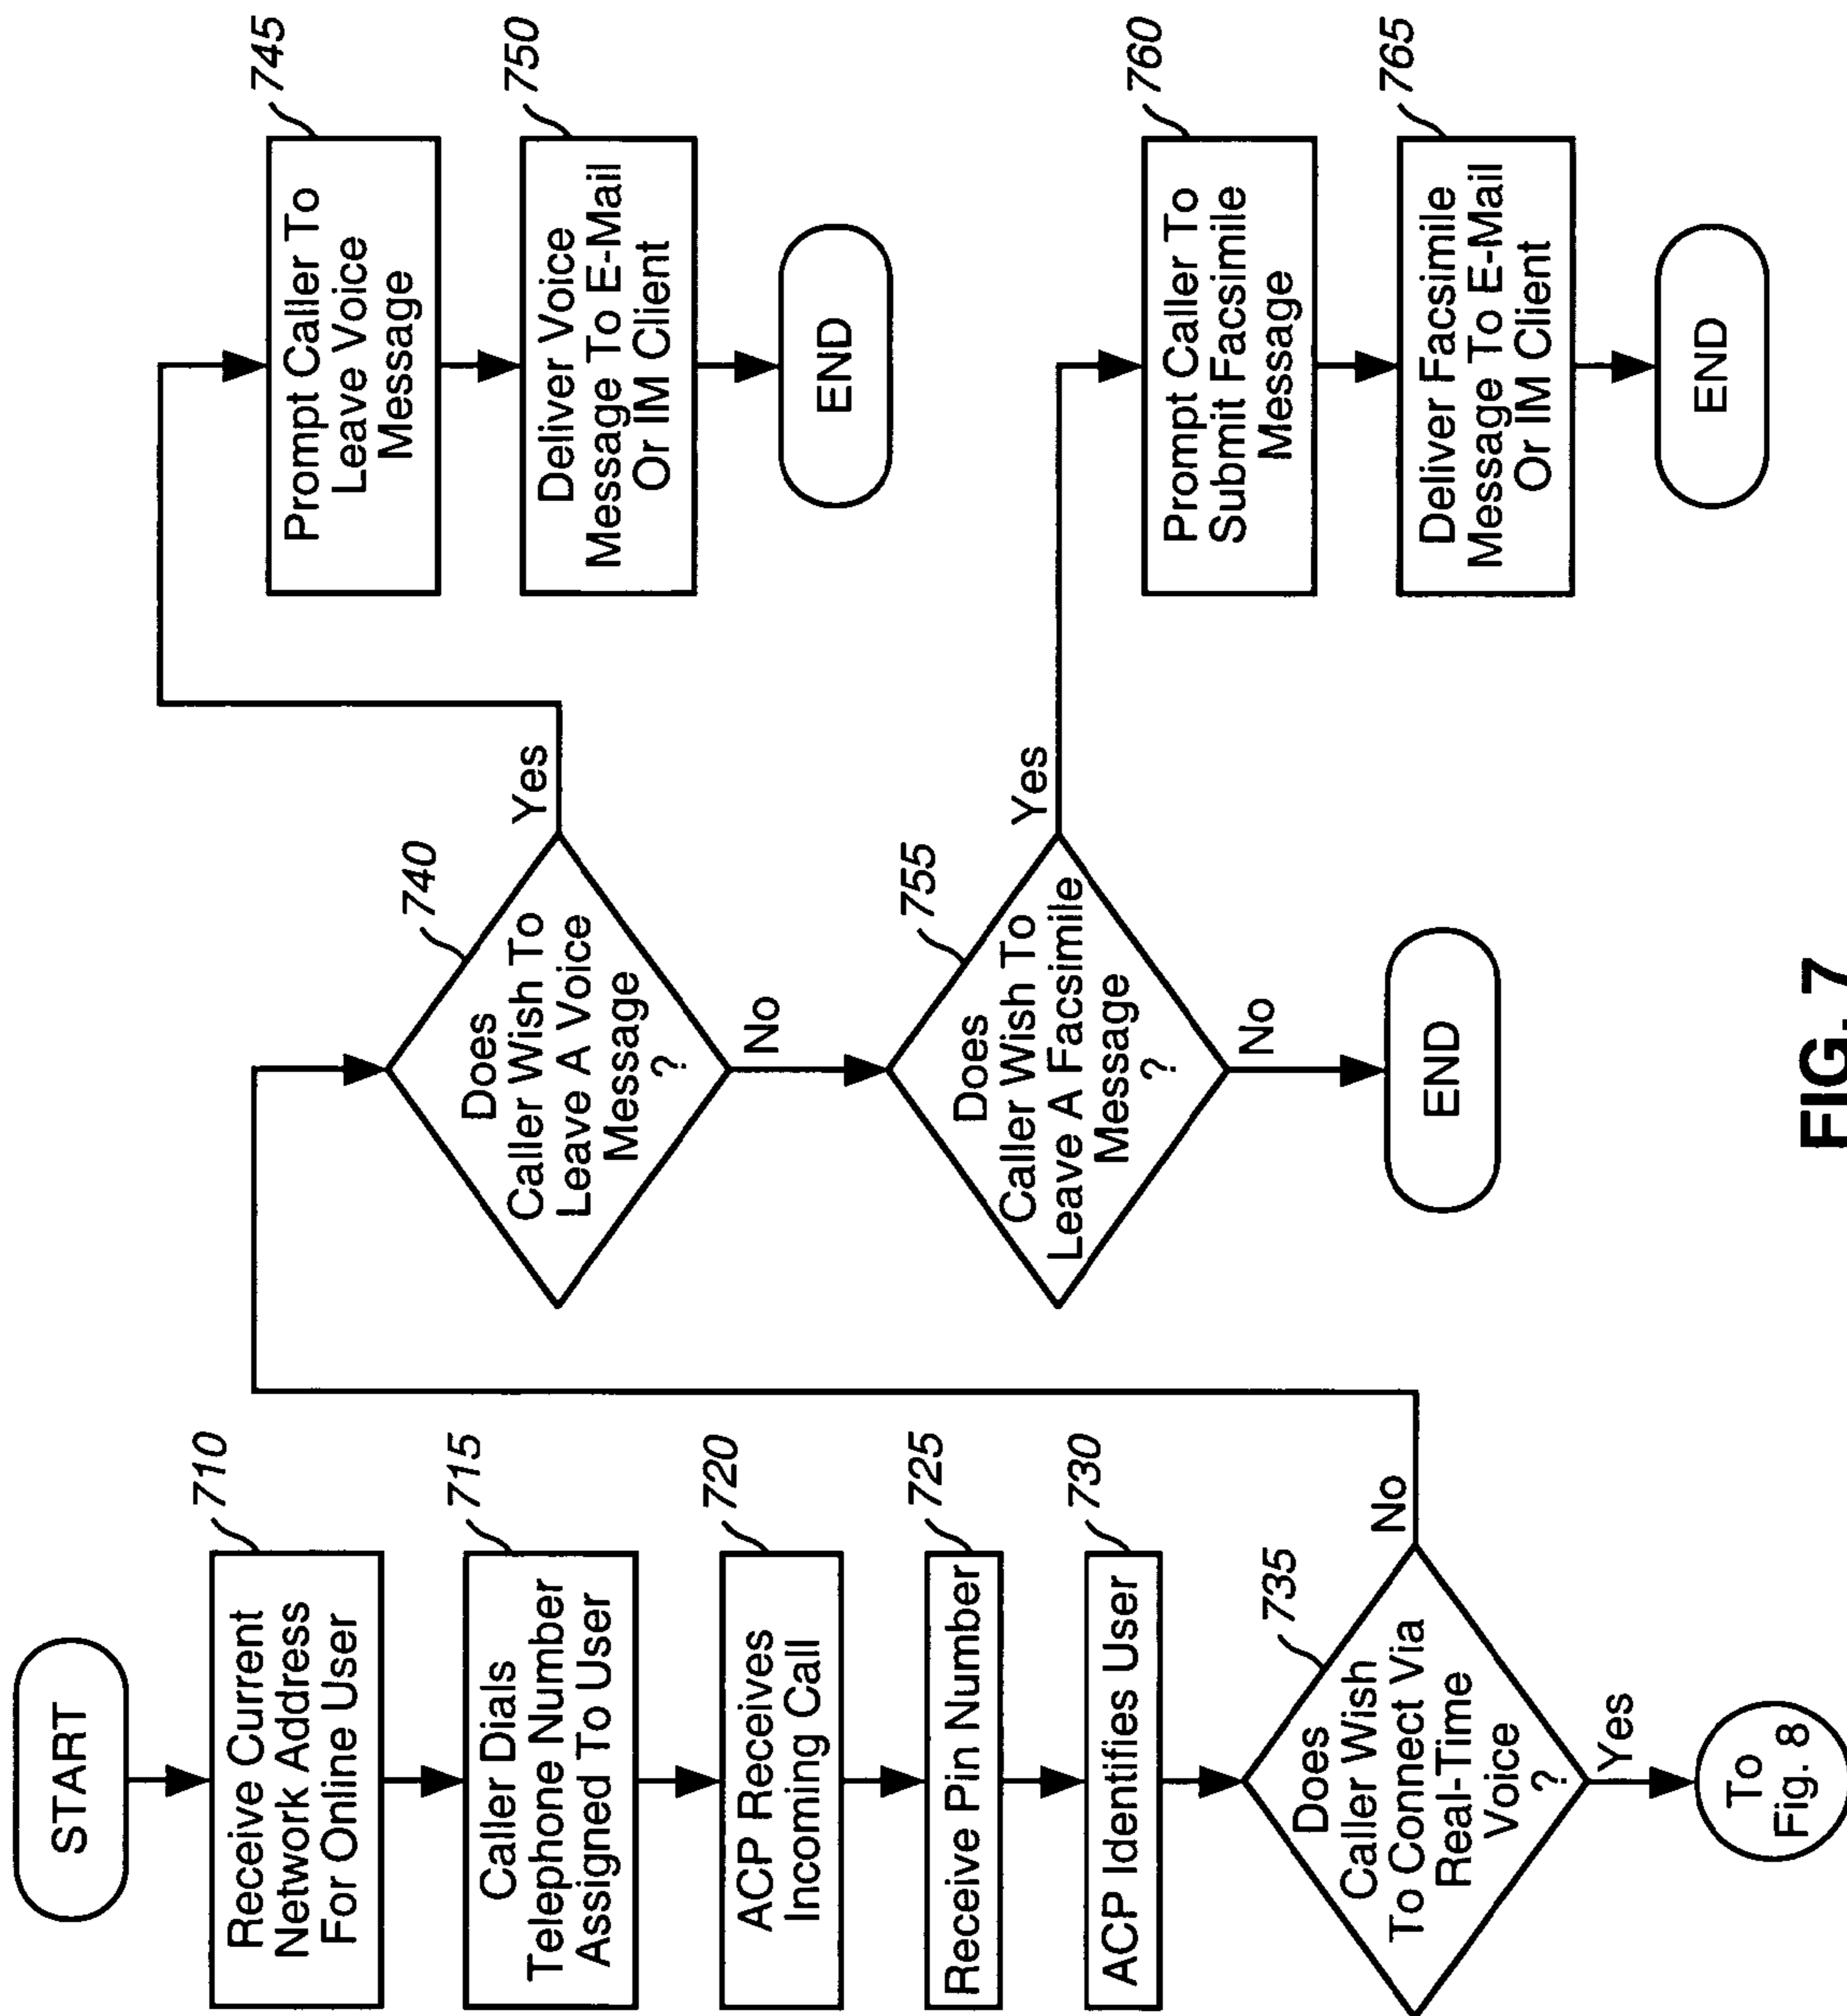 START
710
Receive Current
Network Address
For Online User
715
Caller Dials
Telephone Number
Assigned To User
720
ACP Receives
Incoming Call
725
Receive Pin Number
730
ACP Identifies User
735
Does
Caller Wish
To Connect Via
Real-Time
Voice
?
No
Yes
To
Fig. 8
740
Does
Caller Wish To
Leave A Voice
Message
?
Yes
No
755
Does
Caller Wish To
Leave A Facsimile
Message
?
Yes
No
END
745
Prompt Caller To
Leave Voice
Message
750
Deliver Voice
Message To E-Mail
Or IM Client
END
760
Prompt Caller To
Submit Facsimile
Message
765
Deliver Facsimile
Message To E-Mail
Or IM Client
END
FIG. 7